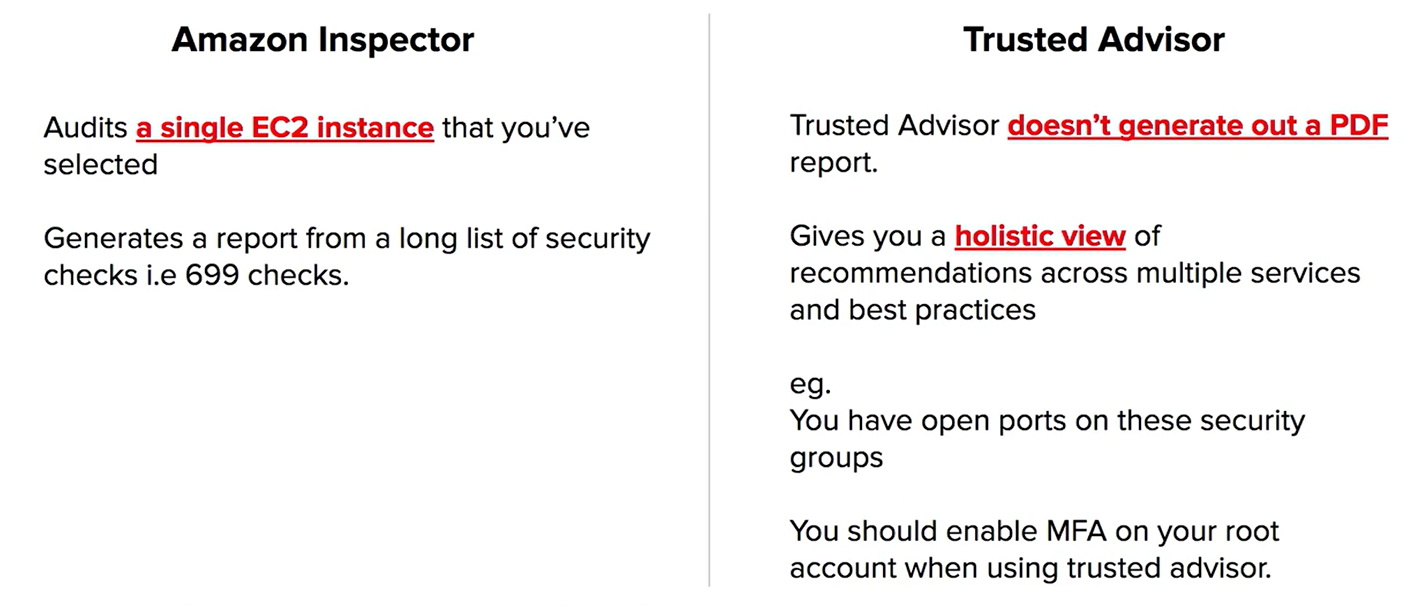 Amazon Inspector
Audits a single EC2 instance that you’ve
selected
Generates a report from a long list of security
checks i.e 699 checks.
Trusted Advisor
Trusted Advisor doesn’t generate out a PDF
report.
Gives you a holistic view of
recommendations across multiple services
and best practices
eg.
You have open ports on these security
groups
You should enable MFA on your root
account when using trusted advisor.